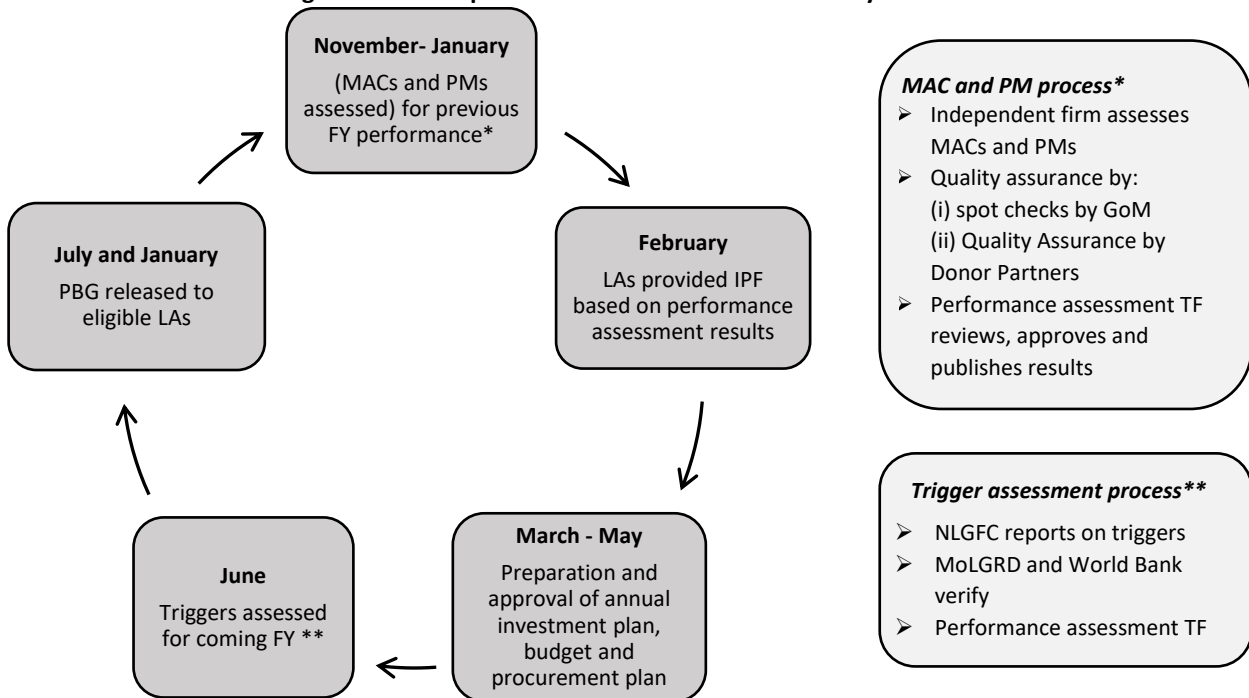 November- January
(MACs and PMs
assessed) for previous
FY performance*
February
LAs provided IPF
based on performance
assessment results
March - May
Preparation and
approval of annual
investment plan,
budget and
procurement plan
June
Triggers assessed
for coming FY **
July and January
PBG released to
eligible LAs
MAC and PM process*
➢ Independent firm assesses
MACs and PMs
➢ Quality assurance by:
(i) spot checks by GoM
(ii) Quality Assurance by
Donor Partners
➢ Performance assessment TF
reviews, approves and
publishes results
Trigger assessment process**
➢ NLGFC reports on triggers
➢ MoLGRD and World Bank
verify
➢ Performance assessment TF